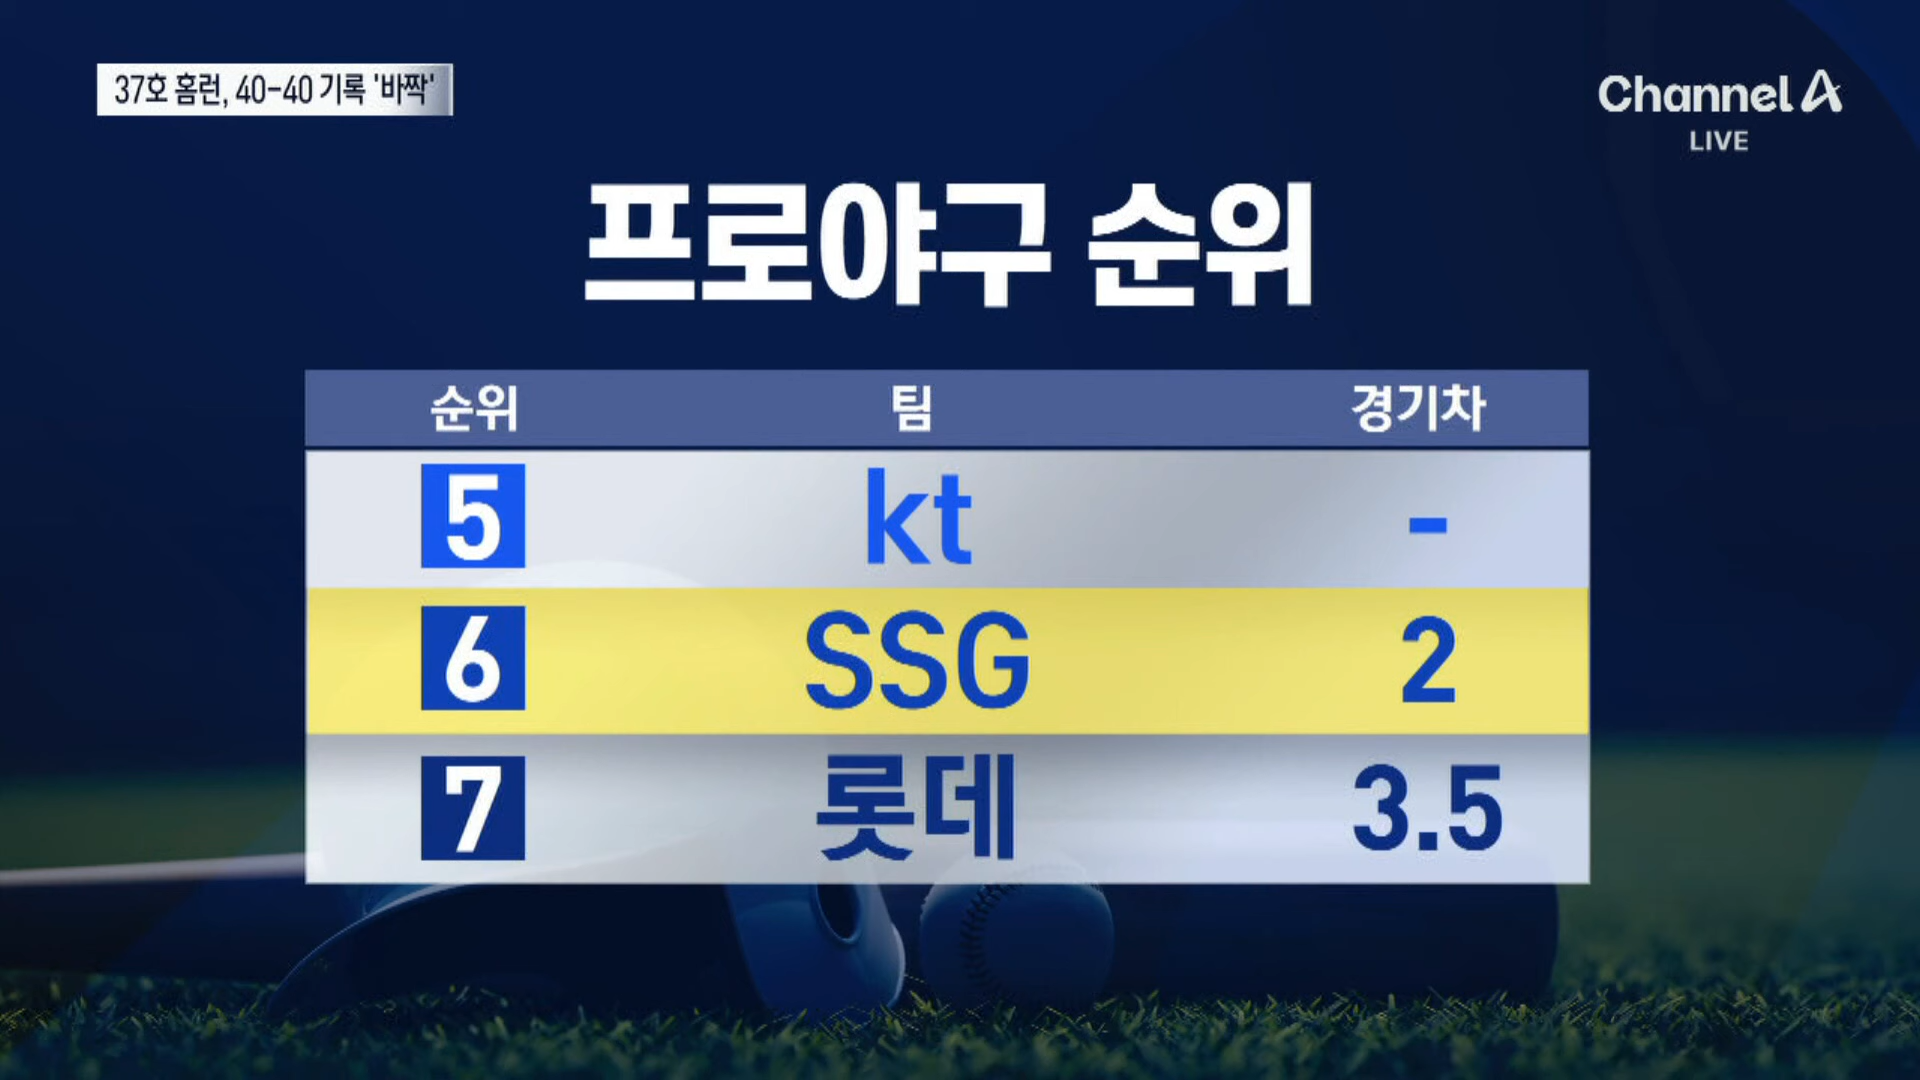 37호 홈런, 40-40 기록 '바짝'
Channel A
LIVE
프로야구 순위
순위 팀 경기차
5 kt -
6 SSG 2
7 롯데 3.5